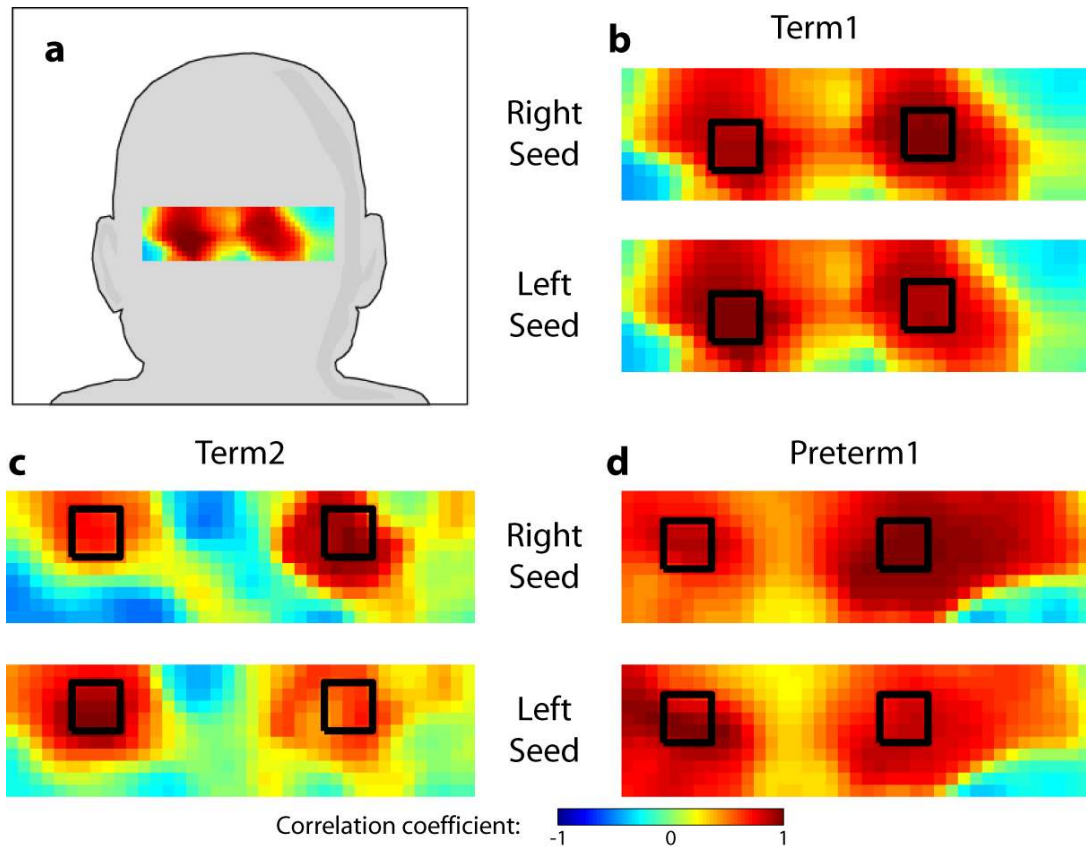 a
b
Term1
Right
Seed
Left
Seed
c
Term2
d
Preterm1
Right
Seed
Left
Seed
Correlation coefficient:
-1
0
1